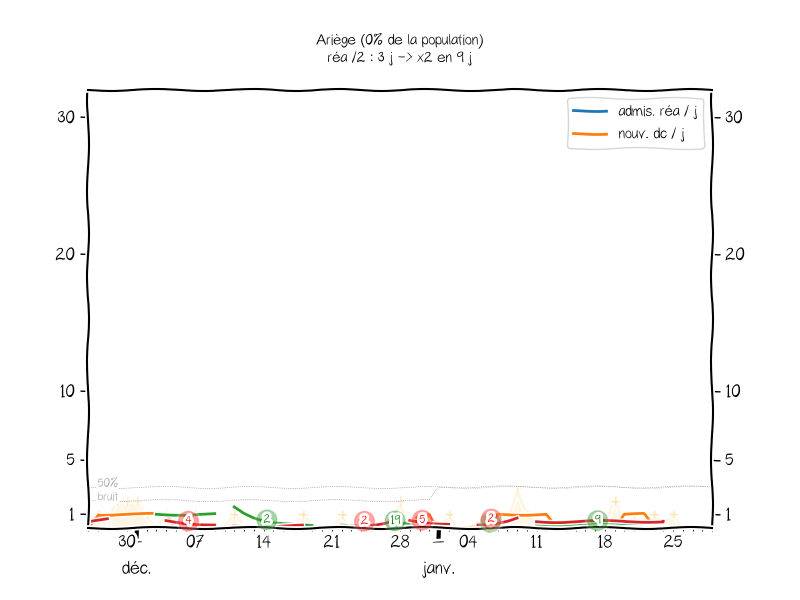 Ariège (0% de la population)
réa /2 : 3 j -> x2 en 9 j
admis. réa / j
nouv. dc / j
30 30
20 20
10 10
5 5
50%
bruit
1 1
4 2 2 19 5 2 9
30 07 14 21 28 04 11 18 25
déc. janv.